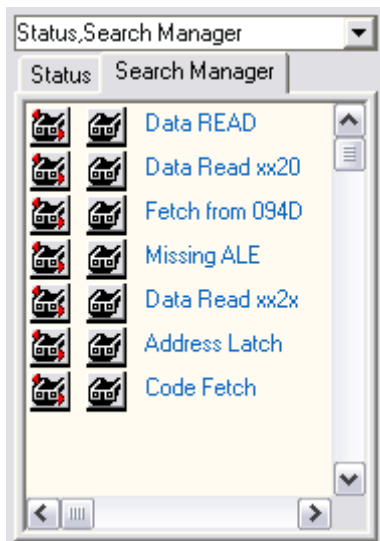 Status,Search Manager
Status Search Manager
Data READ
Data Read xx20
Fetch from 094D
Missing ALE
Data Read xx2x
Address Latch
Code Fetch